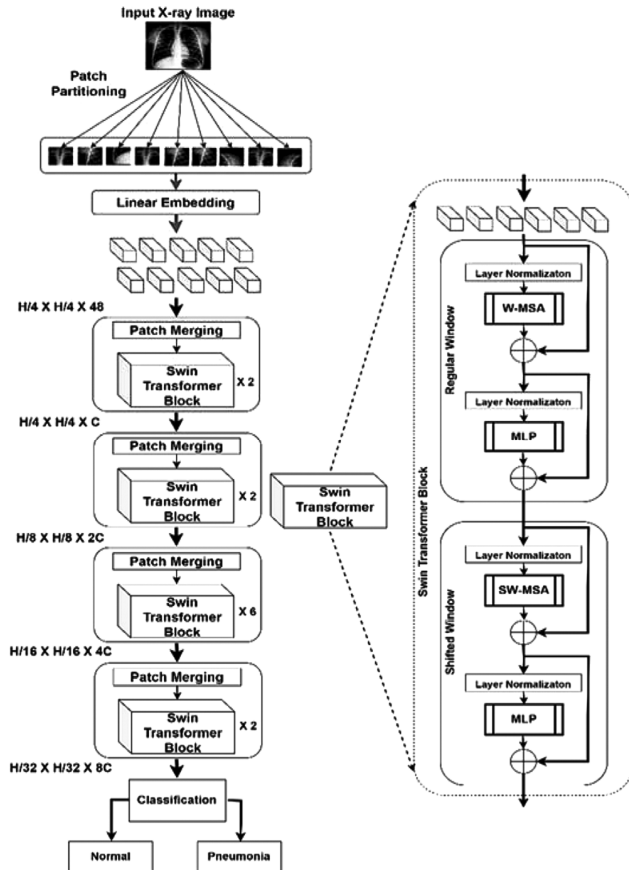 Input X-ray Image
Patch
Partitioning
Linear Embedding
H/4 X H/4 X 48
Patch Merging
Swin
Transformer
Block
X 2
H/4 X H/4 X C
Patch Merging
Swin
Transformer
Block
X 2
H/8 X H/8 X 2C
Patch Merging
Swin
Transformer
Block
X 6
H/16 X H/16 X 4C
Patch Merging
Swin
Transformer
Block
X 2
H/32 X H/32 X 8C
Classification
Normal
Pneumonia
Swin
Transformer
Block
Swin Transformer Block
Regular Window
Layer Normalizaton
W-MSA
Layer Normalizaton
MLP
Shifted Window
Layer Normalizaton
SW-MSA
Layer Normalizaton
MLP